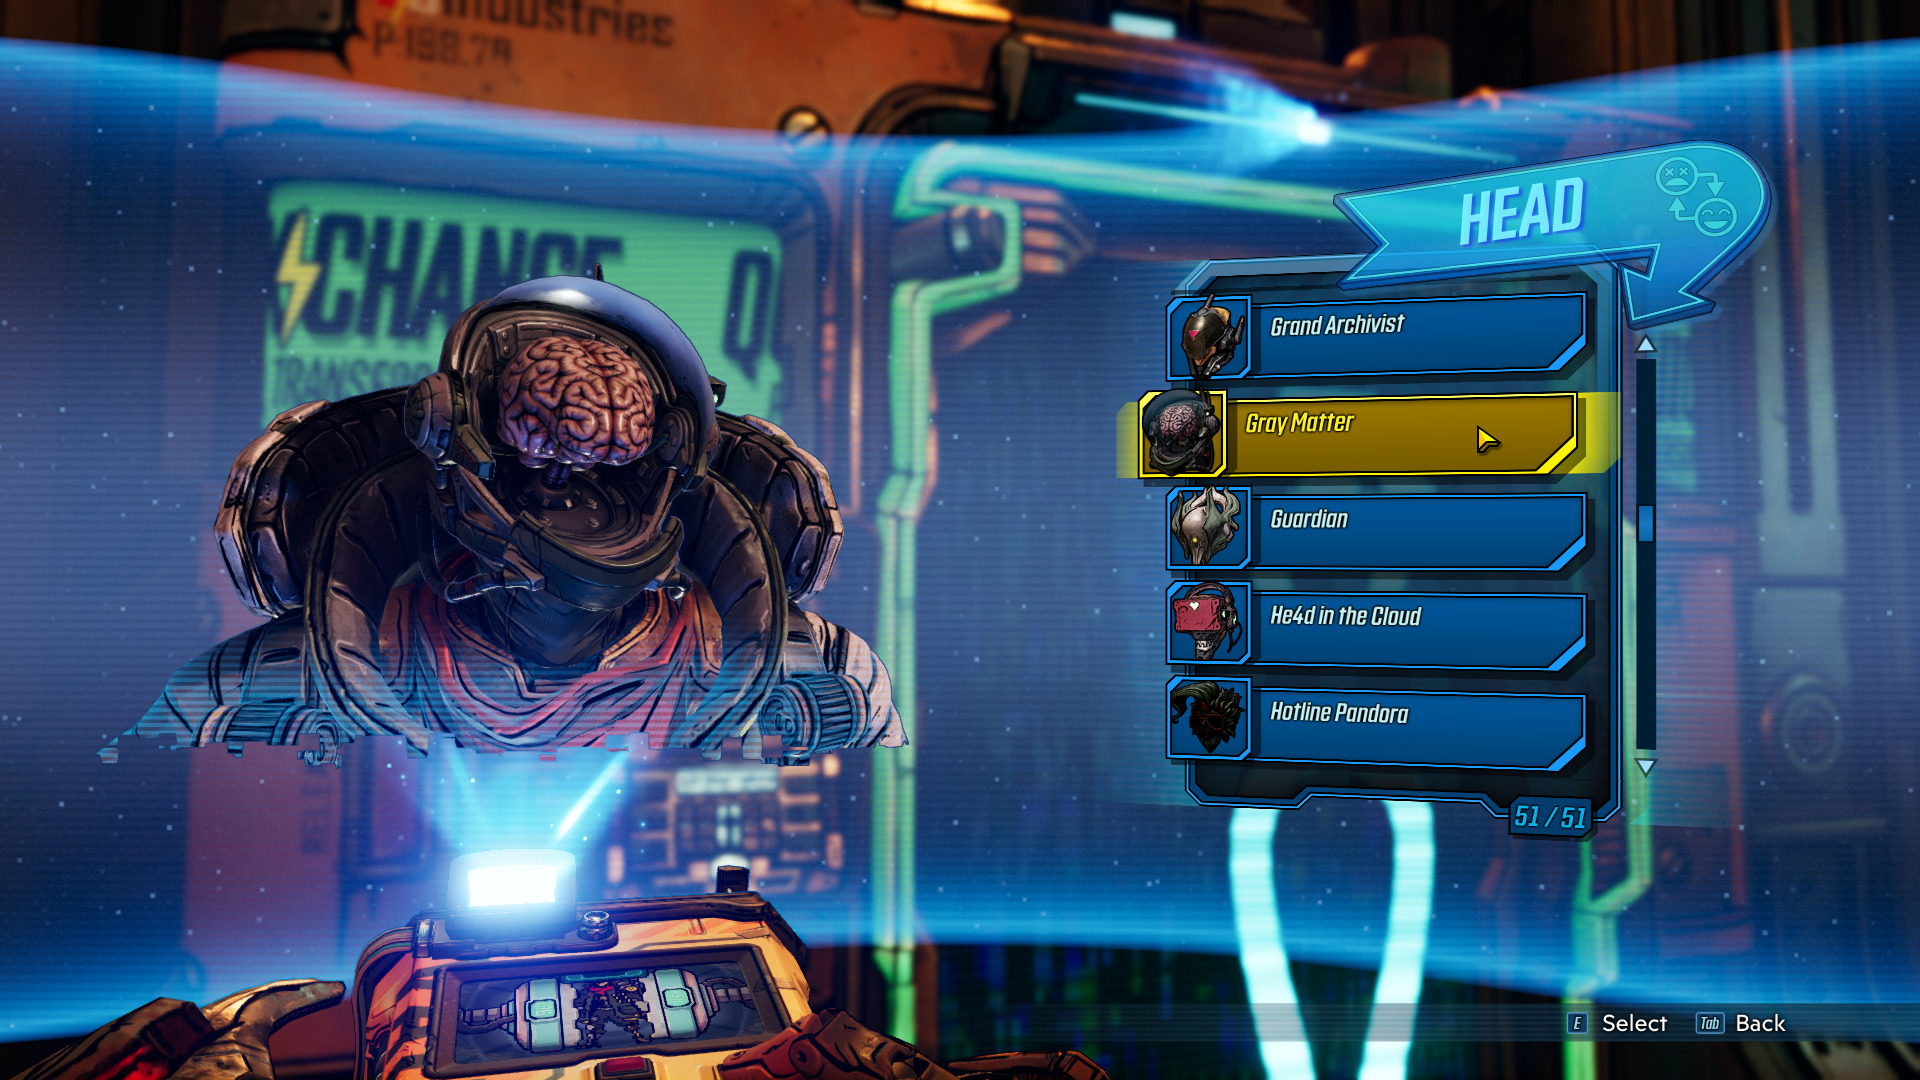 Industries
P-198.79
XCHANGE
Q
HEAD
Grand Archivist
Gray Matter
Guardian
He4d in the Cloud
Hotline Pandora
51 / 51
E Select Tab Back